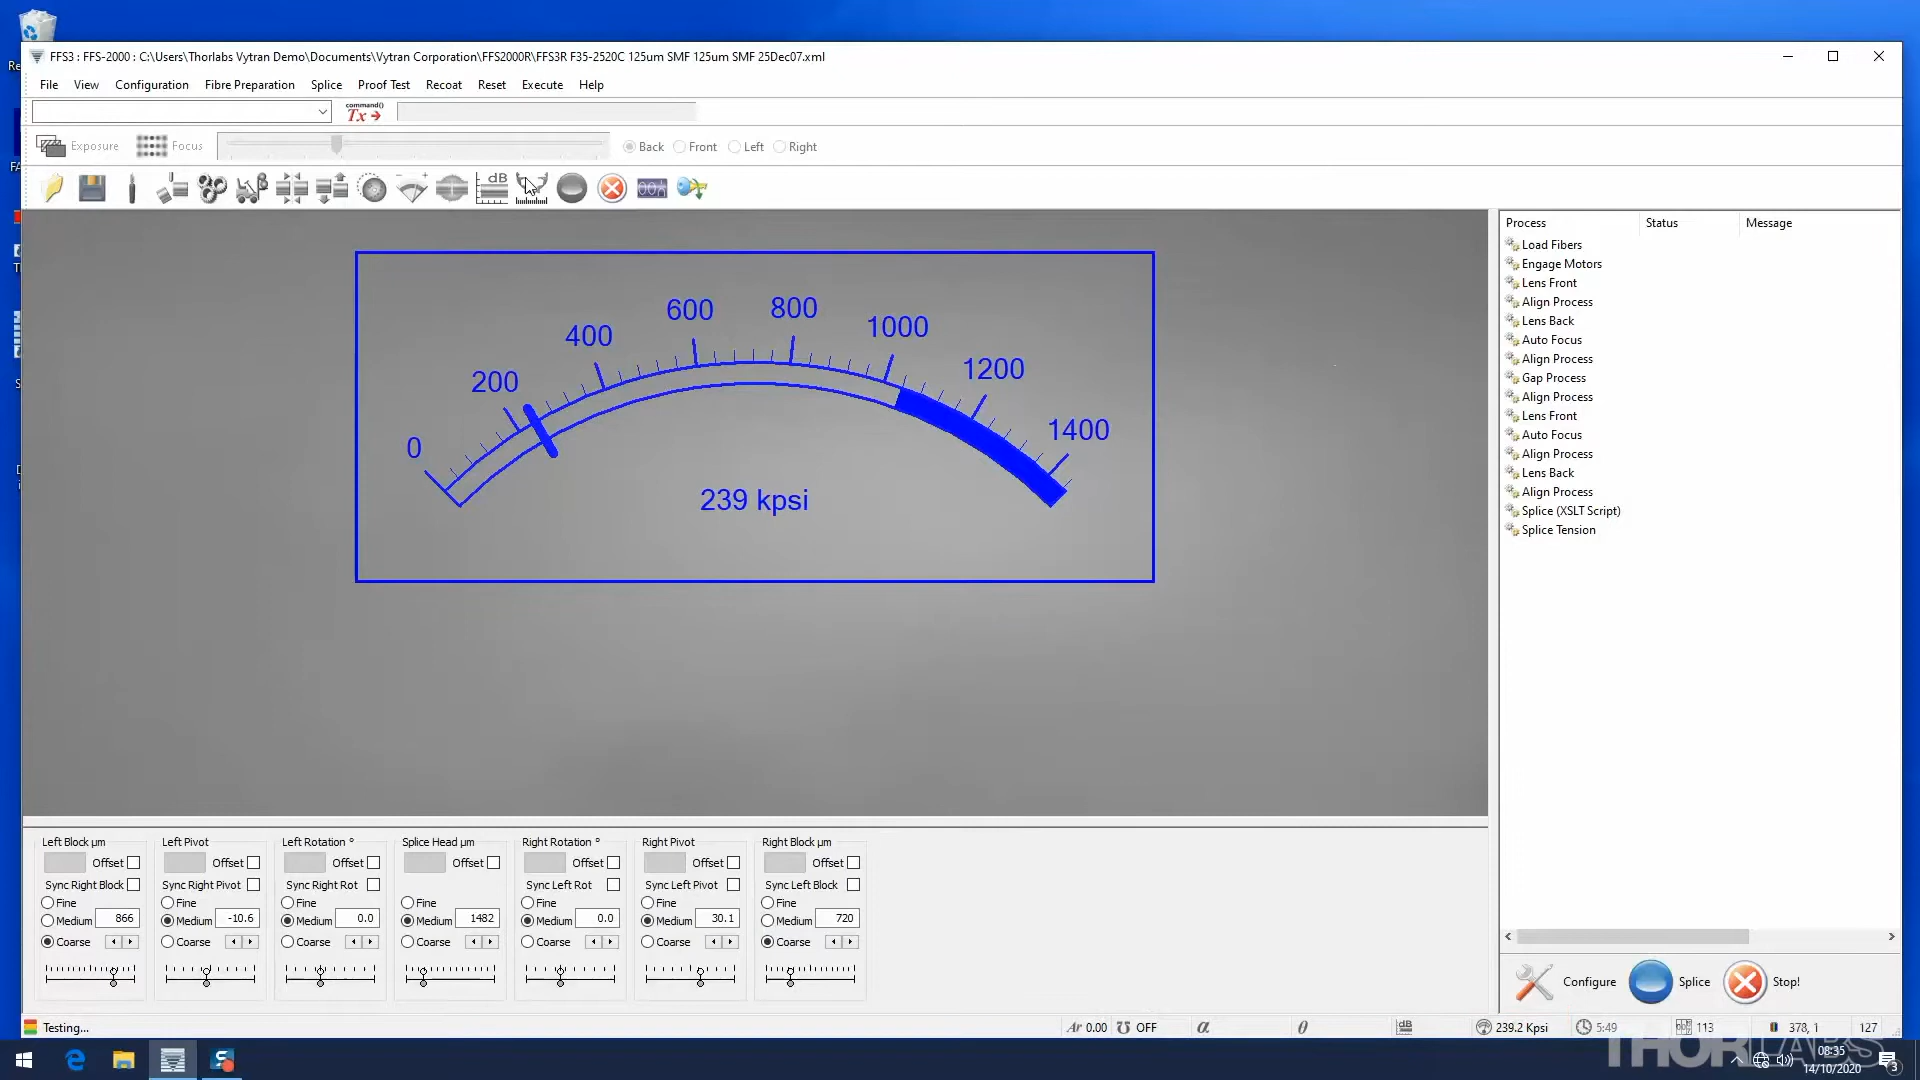 FFS3 : FFS-2000 : C:\Users\Thorlabs Vytran Demo\Documents\Vytran Corporation\FFS2000R\FFS3R F35-2520C 125um SMF 125um SMF 25Dec07.xml
File View Configuration Fibre Preparation Splice Proof Test Recoat Reset Execute Help
command()
Tx
Exposure Focus Back Front Left Right
dB
Process Status Message
Load Fibers
Engage Motors
Lens Front
Align Process
Lens Back
Auto Focus
Align Process
Gap Process
Align Process
Lens Front
Auto Focus
Align Process
Lens Back
Align Process
Splice (XSLT Script)
Splice Tension
0 200 400 600 800 1000 1200 1400
239 kpsi
Left Block µm Left Pivot Left Rotation ° Splice Head µm Right Rotation ° Right Pivot Right Block µm
Offset Offset Offset Offset Offset Offset Offset
Sync Right Block Sync Right Pivot Sync Right Rot Sync Left Rot Sync Left Pivot Sync Left Block
Fine Fine Fine Fine Fine Fine Fine
Medium 866 Medium -10.6 Medium 0.0 Medium 1482 Medium 0.0 Medium 30.1 Medium 720
Coarse Coarse Coarse Coarse Coarse Coarse Coarse
Configure Splice Stop!
Testing... Ar 0.00 OFF α θ dB 239.2 Kpsi 5:49 113 378, 1 127
THORLABS
08:35
14/10/2020
3